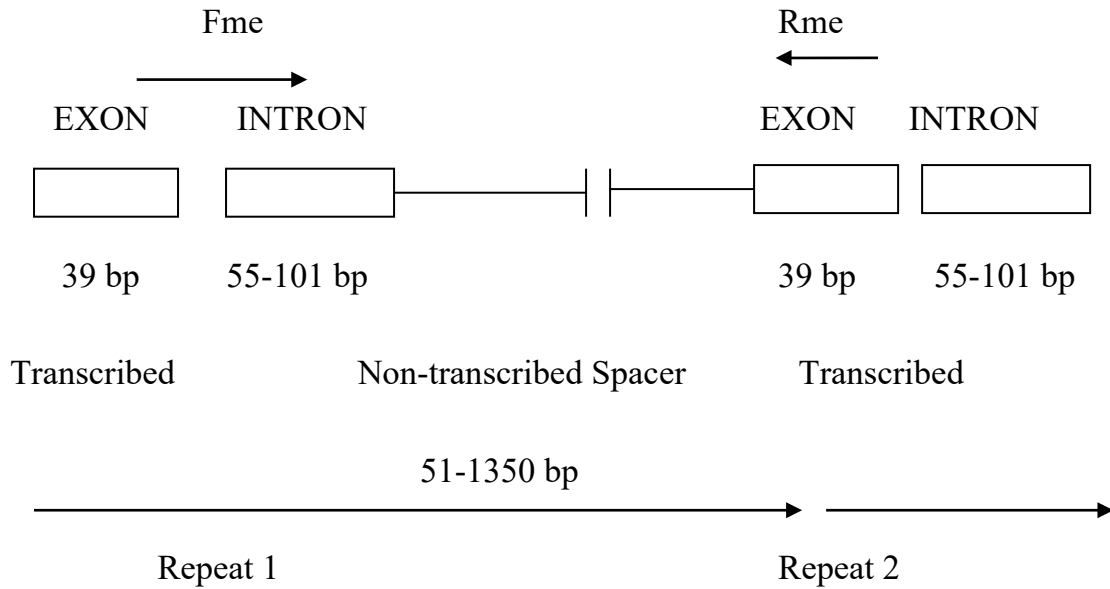 Fme Rme
EXON INTRON EXON INTRON
39 bp 55-101 bp 39 bp 55-101 bp
Transcribed Non-transcribed Spacer Transcribed
51-1350 bp
Repeat 1 Repeat 2